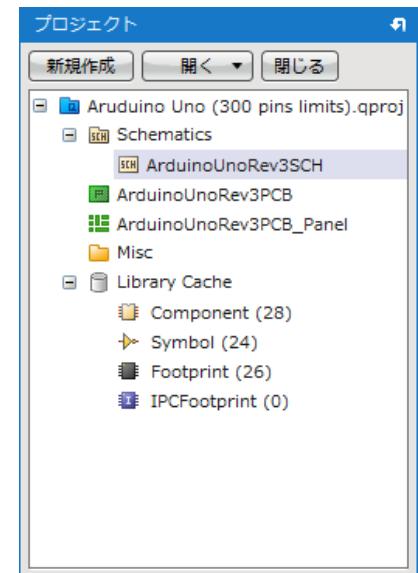 プロジェクト
新規作成 開く 閉じる
Aruduino Uno (300 pins limits).qproj
Schematics
SCH ArduinoUnoRev3SCH
ArduinoUnoRev3PCB
ArduinoUnoRev3PCB_Panel
Misc
Library Cache
Component (28)
Symbol (24)
Footprint (26)
IPCFootprint (0)